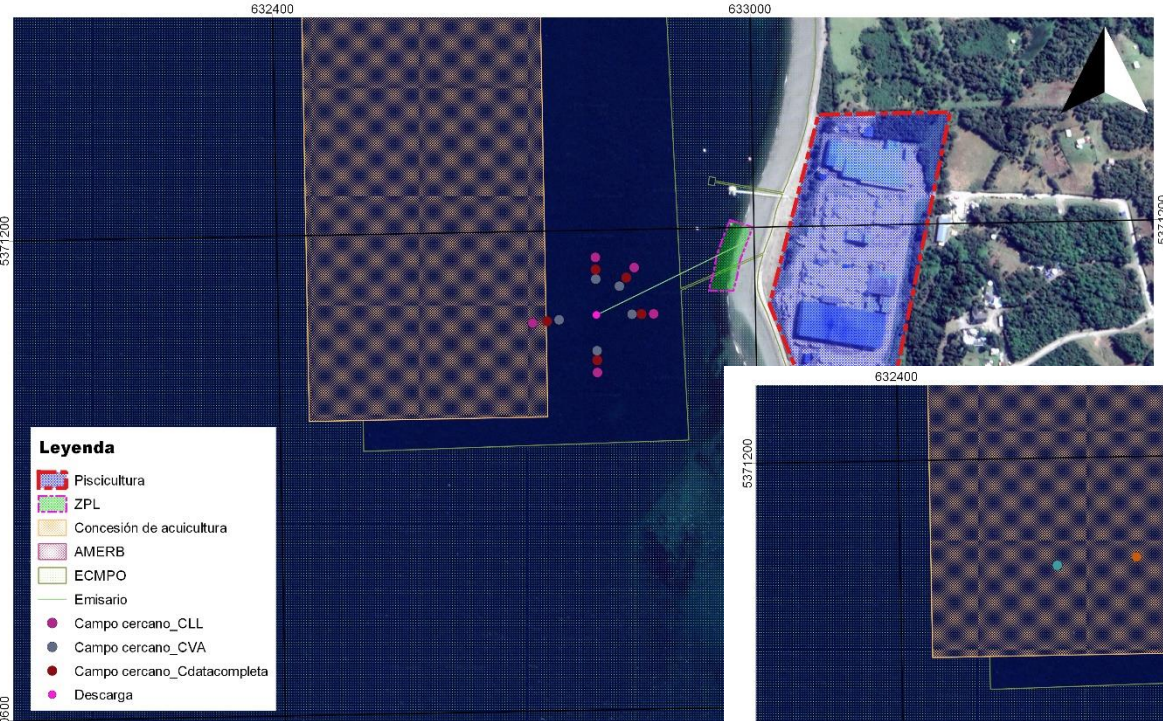 632400
633000
5371200
5371200
Leyenda
Piscicultura
ZPL
Concesión de acuicultura
AMERB
ECMPO
Emisario
Campo cercano_CLL
Campo cercano_CVA
Campo cercano_Cdatacompleta
Descarga
632400
5371200